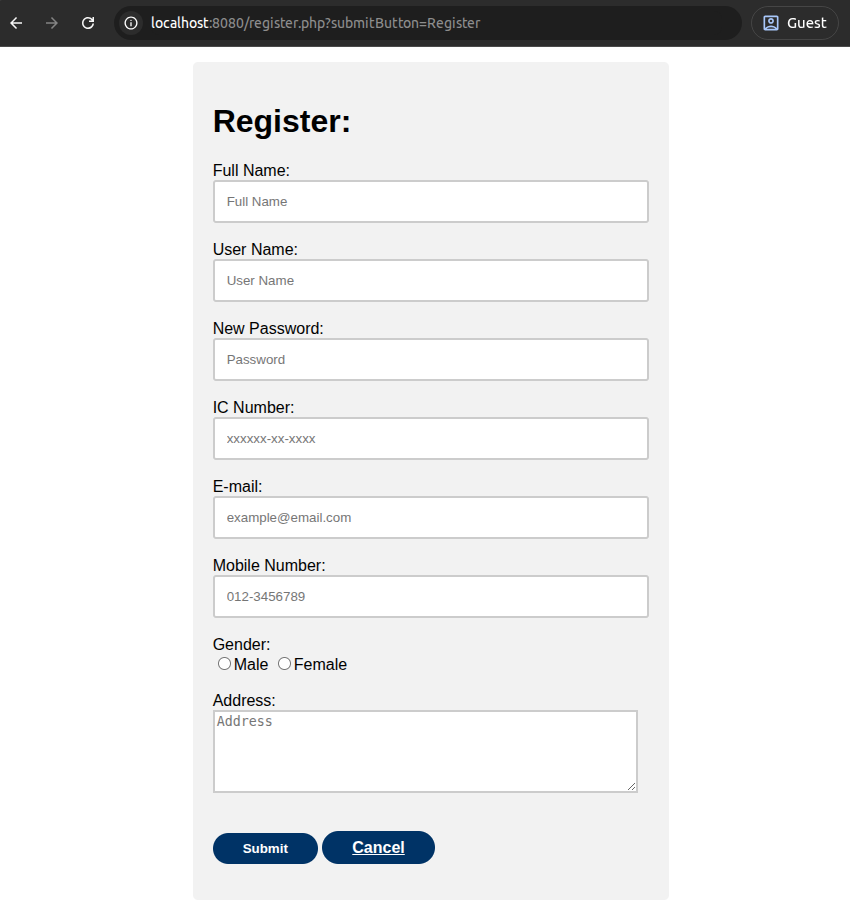 localhost:8080/register.php?submitButton=Register
Guest
Register:
Full Name:
Full Name
User Name:
User Name
New Password:
Password
IC Number:
xxxxxx-xx-xxxx
E-mail:
example@email.com
Mobile Number:
012-3456789
Gender:
Male Female
Address:
Address
Submit Cancel